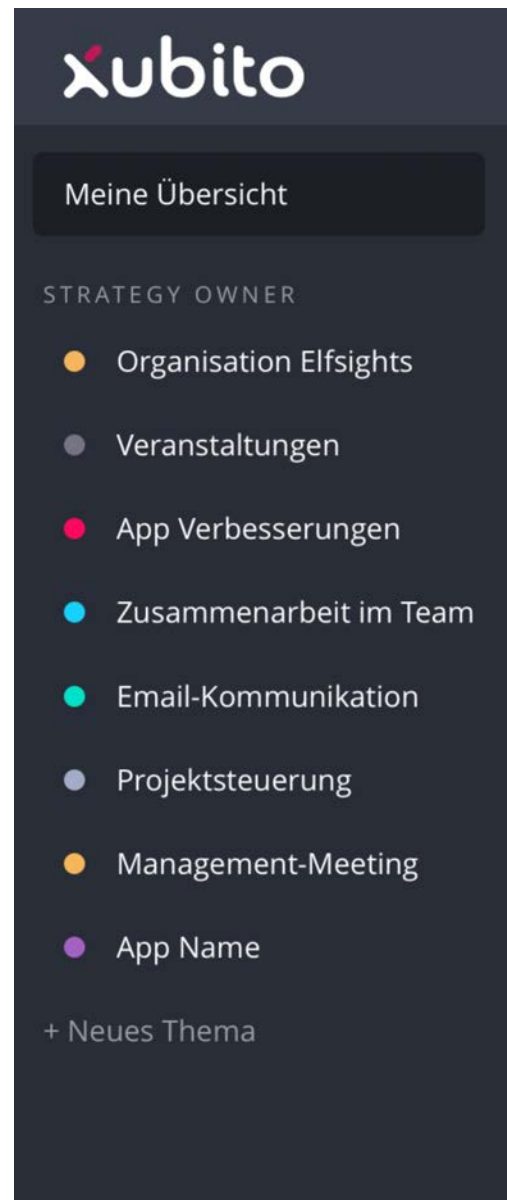 xubito
Meine Übersicht
STRATEGY OWNER
Organisation Elfsights
Veranstaltungen
App Verbesserungen
Zusammenarbeit im Team
Email-Kommunikation
Projektsteuerung
Management-Meeting
App Name
+ Neues Thema